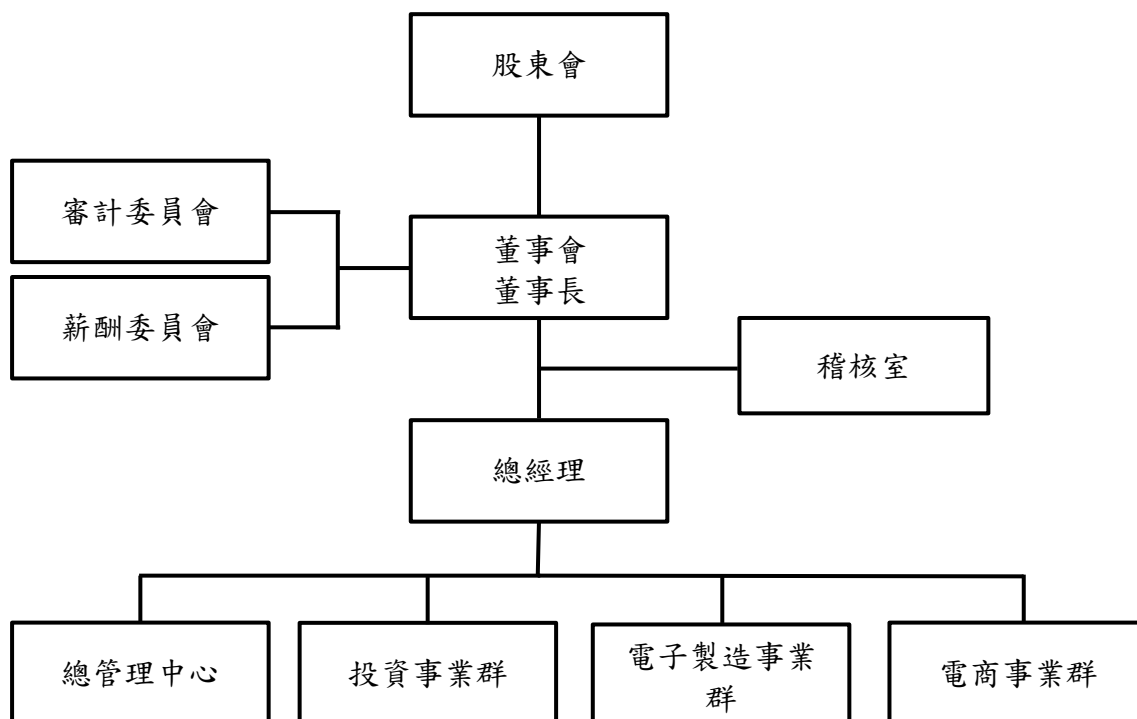 股東會
審計委員會
董事會
董事長
薪酬委員會
稽核室
總經理
總管理中心
投資事業群
電子製造事業
群
電商事業群